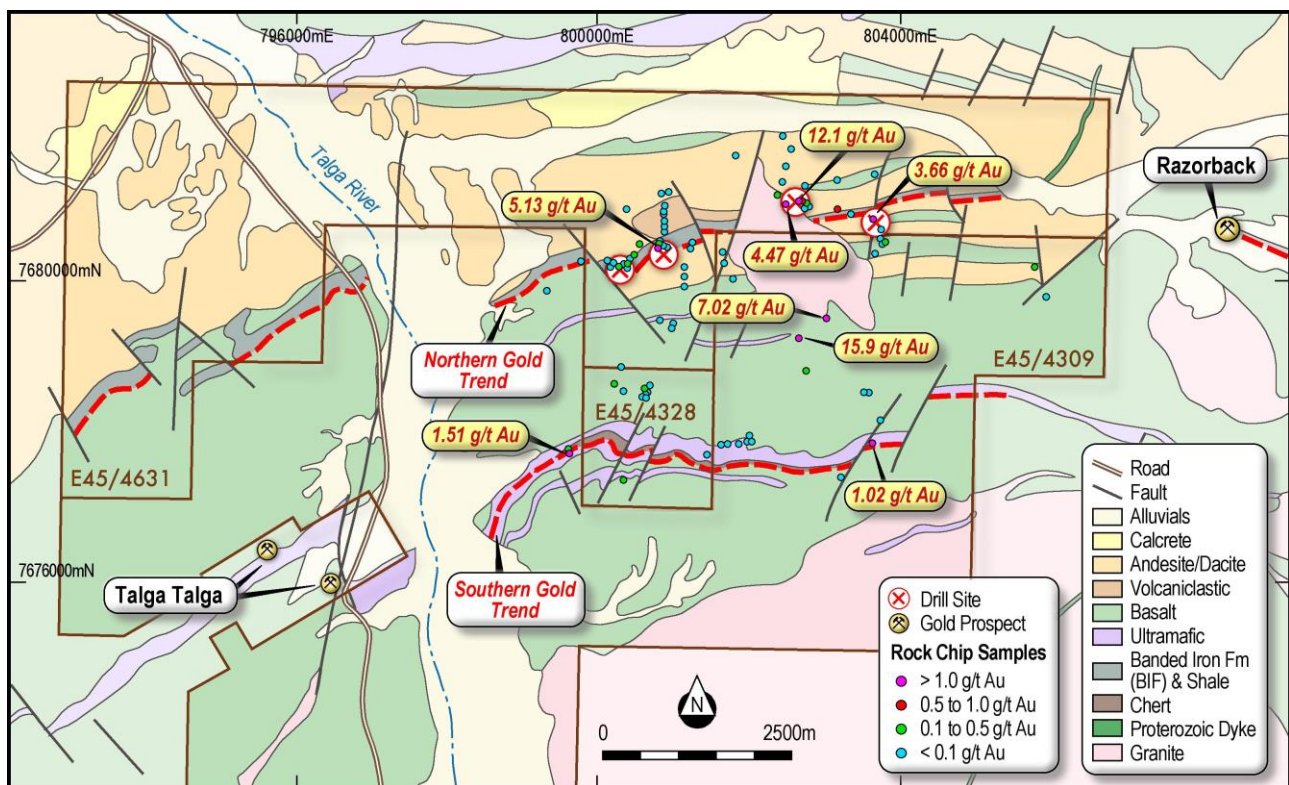 796000mE
800000mE
804000mE
12.1 g/t Au
3.66 g/t Au
Razorback
Talga River
5.13 g/t Au
4.47 g/t Au
7680000mN
7.02 g/t Au
15.9 g/t Au
Northern Gold
Trend
E45/4309
E45/4328
1.51 g/t Au
E45/4631
1.02 g/t Au
7676000mN
Talga Talga
Southern Gold
Trend
Drill Site
Gold Prospect
Rock Chip Samples
> 1.0 g/t Au
0.5 to 1.0 g/t Au
0.1 to 0.5 g/t Au
< 0.1 g/t Au
N
0
2500m
Road
Fault
Alluvials
Calcrete
Andesite/Dacite
Volcaniclastic
Basalt
Ultramafic
Banded Iron Fm
(BIF) & Shale
Chert
Proterozoic Dyke
Granite